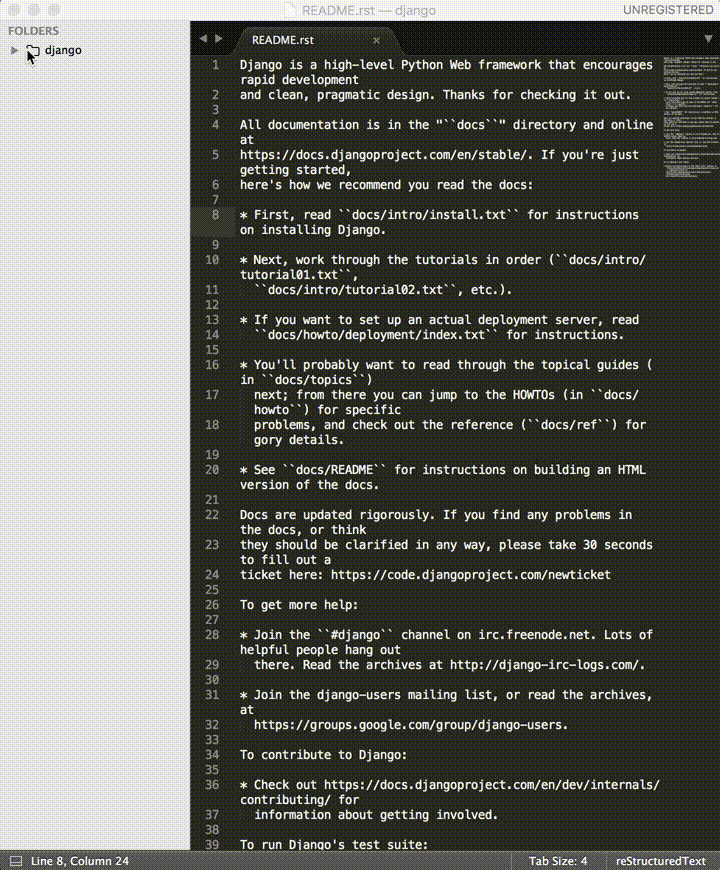 README.rst — django
UNREGISTERED
FOLDERS
django
README.rst
1 Django is a high-level Python Web framework that encourages
rapid development
2 and clean, pragmatic design. Thanks for checking it out.
3
4 All documentation is in the "``docs``" directory and online
at
5 https://docs.djangoproject.com/en/stable/. If you're just
getting started,
6 here's how we recommend you read the docs:
7
8 * First, read ``docs/intro/install.txt`` for instructions
on installing Django.
9
10 * Next, work through the tutorials in order (``docs/intro/
tutorial01.txt``,
11 ``docs/intro/tutorial02.txt``, etc.).
12
13 * If you want to set up an actual deployment server, read
14 ``docs/howto/deployment/index.txt`` for instructions.
15
16 * You'll probably want to read through the topical guides (
in ``docs/topics``)
17 next; from there you can jump to the HOWTOs (in ``docs/
howto``) for specific
18 problems, and check out the reference (``docs/ref``) for
gory details.
19
20 * See ``docs/README`` for instructions on building an HTML
version of the docs.
21
22 Docs are updated rigorously. If you find any problems in
the docs, or think
23 they should be clarified in any way, please take 30 seconds
to fill out a
24 ticket here: https://code.djangoproject.com/newticket
25
26 To get more help:
27
28 * Join the ``#django`` channel on irc.freenode.net. Lots of
helpful people hang out
29 there. Read the archives at http://django-irc-logs.com/.
30
31 * Join the django-users mailing list, or read the archives,
at
32 https://groups.google.com/group/django-users.
33
34 To contribute to Django:
35
36 * Check out https://docs.djangoproject.com/en/dev/internals/
contributing/ for
37 information about getting involved.
38
39 To run Django's test suite:
Line 8, Column 24
Tab Size: 4
reStructuredText